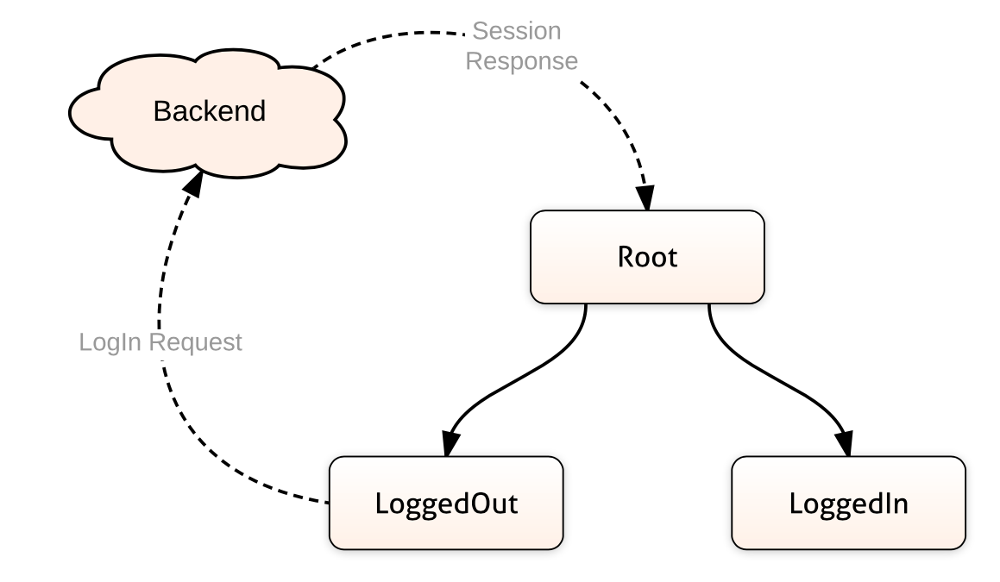 Session
Response
Backend
Root
LogIn Request
LoggedOut
LoggedIn